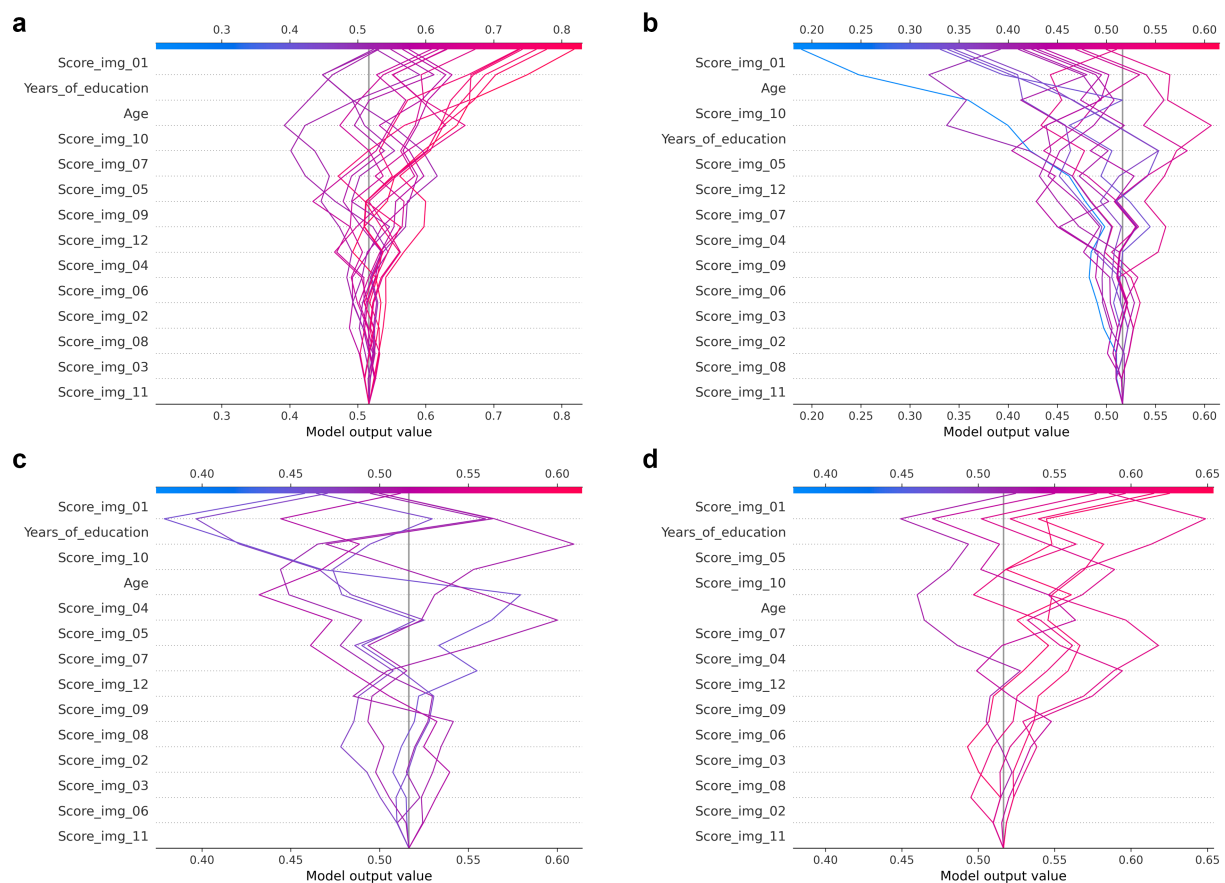 a
0.3 0.4 0.5 0.6 0.7 0.8
Score_img_01
Years_of_education
Age
Score_img_10
Score_img_07
Score_img_05
Score_img_09
Score_img_12
Score_img_04
Score_img_06
Score_img_02
Score_img_08
Score_img_03
Score_img_11
0.3 0.4 0.5 0.6 0.7 0.8
Model output value
b
0.20 0.25 0.30 0.35 0.40 0.45 0.50 0.55 0.60
Score_img_01
Age
Score_img_10
Years_of_education
Score_img_05
Score_img_12
Score_img_07
Score_img_04
Score_img_09
Score_img_06
Score_img_03
Score_img_02
Score_img_08
Score_img_11
0.20 0.25 0.30 0.35 0.40 0.45 0.50 0.55 0.60
Model output value
c
0.40 0.45 0.50 0.55 0.60
Score_img_01
Years_of_education
Score_img_10
Age
Score_img_04
Score_img_05
Score_img_07
Score_img_12
Score_img_09
Score_img_08
Score_img_02
Score_img_03
Score_img_06
Score_img_11
0.40 0.45 0.50 0.55 0.60
Model output value
d
0.40 0.45 0.50 0.55 0.60 0.65
Score_img_01
Years_of_education
Score_img_05
Score_img_10
Age
Score_img_07
Score_img_04
Score_img_12
Score_img_09
Score_img_06
Score_img_03
Score_img_08
Score_img_02
Score_img_11
0.40 0.45 0.50 0.55 0.60 0.65
Model output value